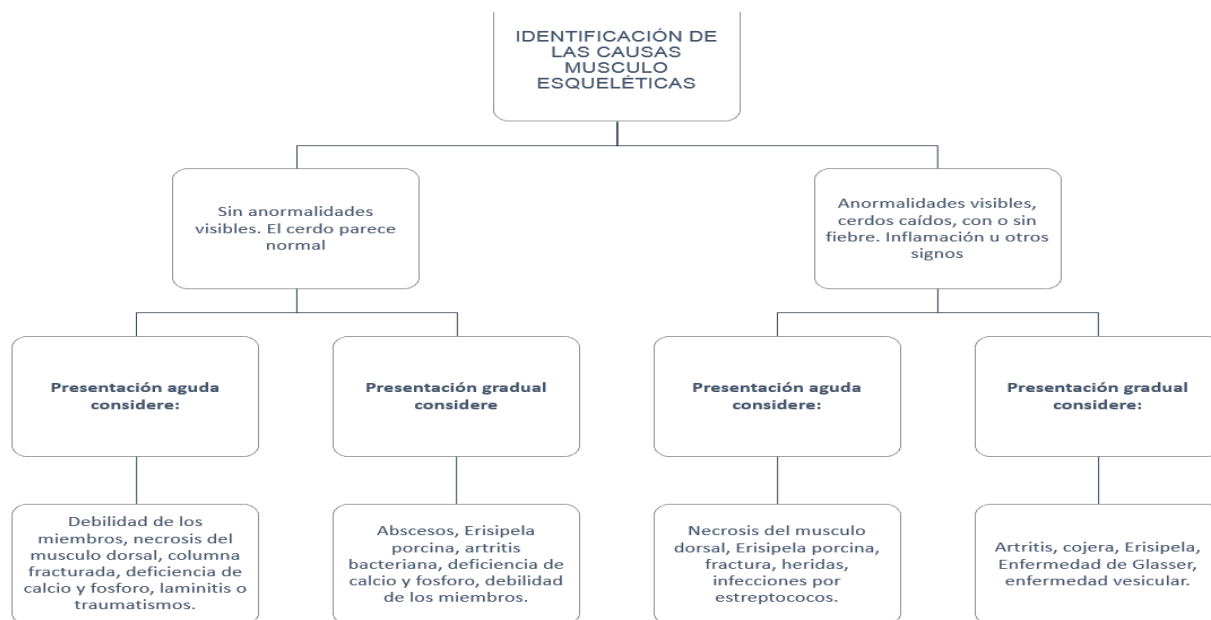 IDENTIFICACIÓN DE
LAS CAUSAS
MUSCULO
ESQUELÉTICAS
Sin anormalidades
visibles. El cerdo parece
normal
Anormalidades visibles,
cerdos caídos, con o sin
fiebre. Inflamación u otros
signos
Presentación aguda
considere:
Presentación gradual
considere
Presentación aguda
considere:
Presentación gradual
considere:
Debilidad de los
miembros, necrosis del
musculo dorsal, columna
fracturada, deficiencia de
calcio y fosforo, laminitis o
traumatismos.
Abscesos, Erisipela
porcina, artritis
bacteriana, deficiencia de
calcio y fosforo, debilidad
de los miembros.
Necrosis del musculo
dorsal, Erisipela porcina,
fractura, heridas,
infecciones por
estreptococos.
Artritis, cojera, Erisipela,
Enfermedad de Glasser,
enfermedad vesicular.